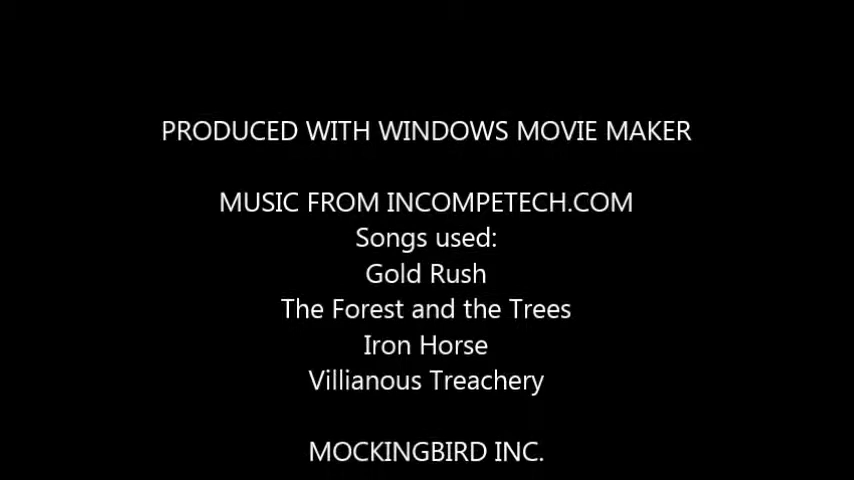 PRODUCED WITH WINDOWS MOVIE MAKER
MUSIC FROM INCOMPETECH.COM
Songs used:
Gold Rush
The Forest and the Trees
Iron Horse
Villianous Treachery
MOCKINGBIRD INC.